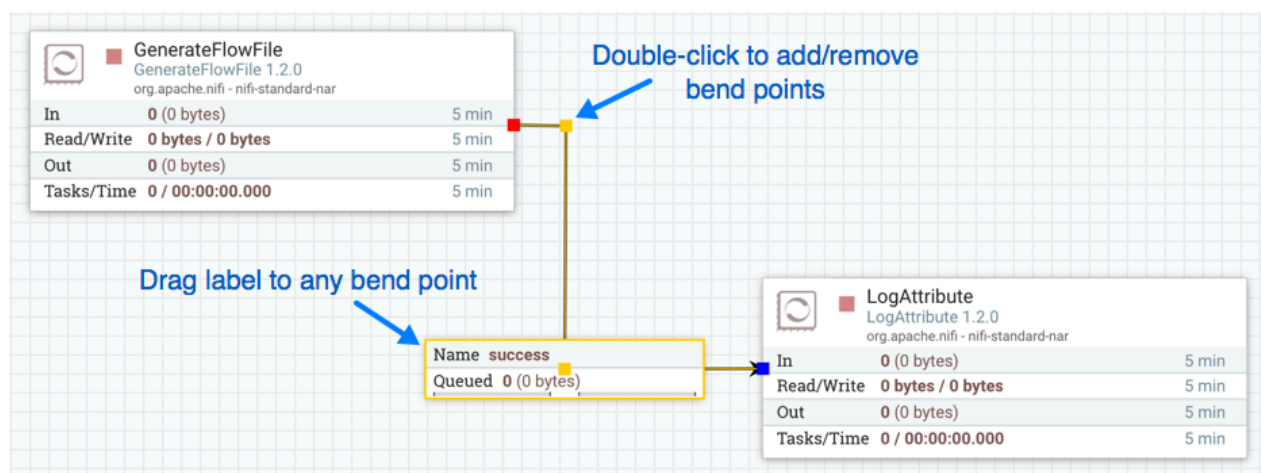 GenerateFlowFile
GenerateFlowFile 1.2.0
org.apache.nifi - nifi-standard-nar
In 0 (0 bytes) 5 min
Read/Write 0 bytes / 0 bytes 5 min
Out 0 (0 bytes) 5 min
Tasks/Time 0 / 00:00:00.000 5 min
Double-click to add/remove
bend points
Drag label to any bend point
Name success
Queued 0 (0 bytes)
LogAttribute
LogAttribute 1.2.0
org.apache.nifi - nifi-standard-nar
In 0 (0 bytes) 5 min
Read/Write 0 bytes / 0 bytes 5 min
Out 0 (0 bytes) 5 min
Tasks/Time 0 / 00:00:00.000 5 min